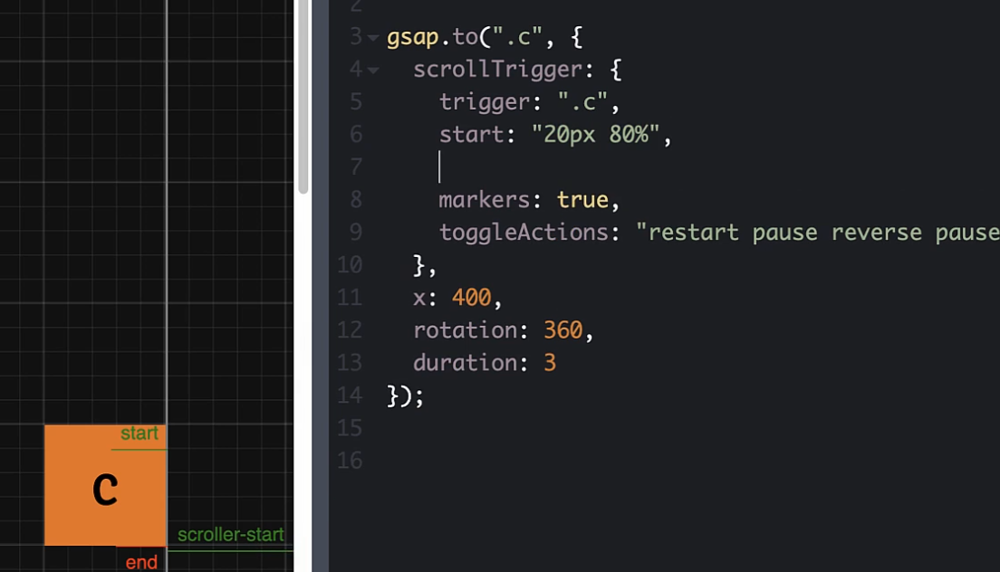 2
3 gsap.to(".c", {
4 scrollTrigger: {
5 trigger: ".c",
6 start: "20px 80%",
7
8 markers: true,
9 toggleActions: "restart pause reverse pause
10 },
11 x: 400,
12 rotation: 360,
13 duration: 3
14 });
15
16
start
C
scroller-start
end